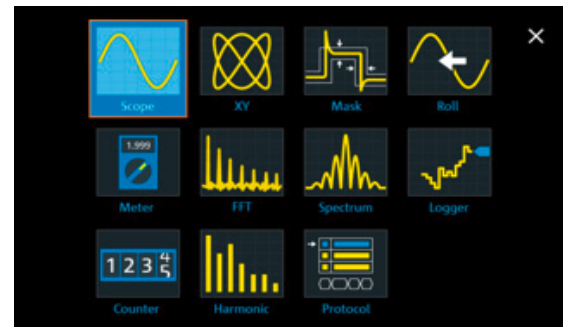 Scope XY Mask Roll
1.999
Meter FFT Spectrum Logger
1 2 3 4 5
Counter Harmonic Protocol